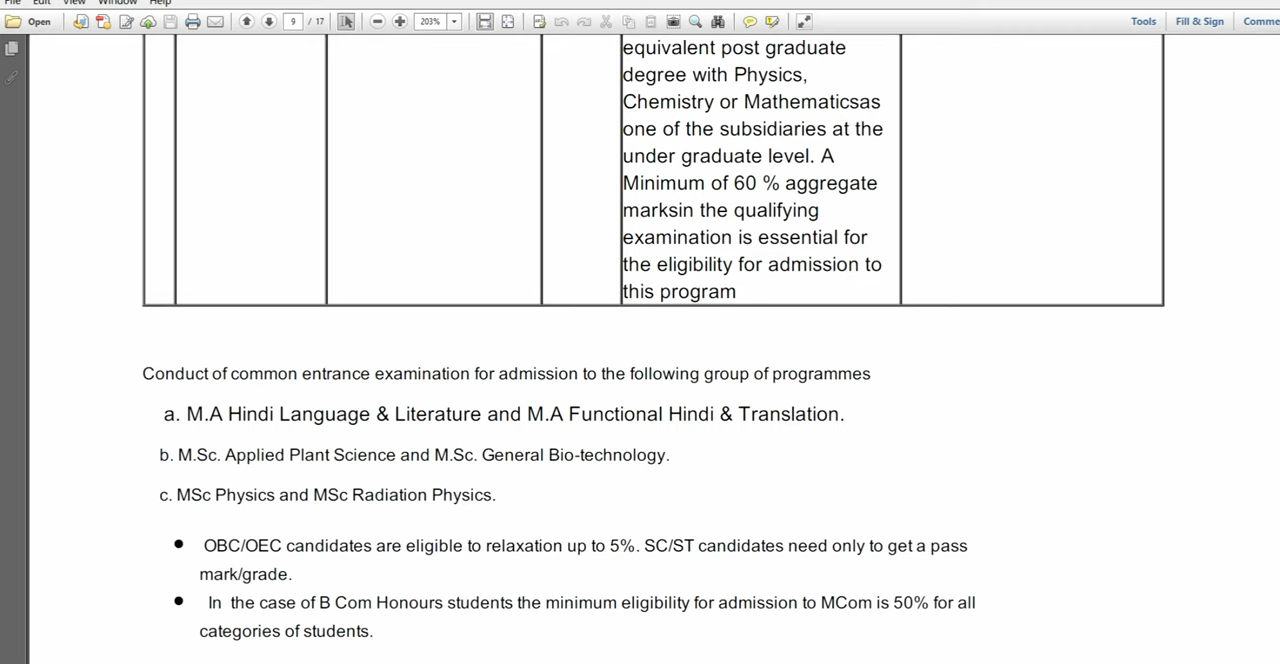 File Edit View Window Help
Open 9 / 17 203% Tools Fill & Sign Comme
equivalent post graduate
degree with Physics,
Chemistry or Mathematicsas
one of the subsidiaries at the
under graduate level. A
Minimum of 60 % aggregate
marksin the qualifying
examination is essential for
the eligibility for admission to
this program
Conduct of common entrance examination for admission to the following group of programmes
a. M.A Hindi Language & Literature and M.A Functional Hindi & Translation.
b. M.Sc. Applied Plant Science and M.Sc. General Bio-technology.
c. MSc Physics and MSc Radiation Physics.
● OBC/OEC candidates are eligible to relaxation up to 5%. SC/ST candidates need only to get a pass
mark/grade.
● In the case of B Com Honours students the minimum eligibility for admission to MCom is 50% for all
categories of students.